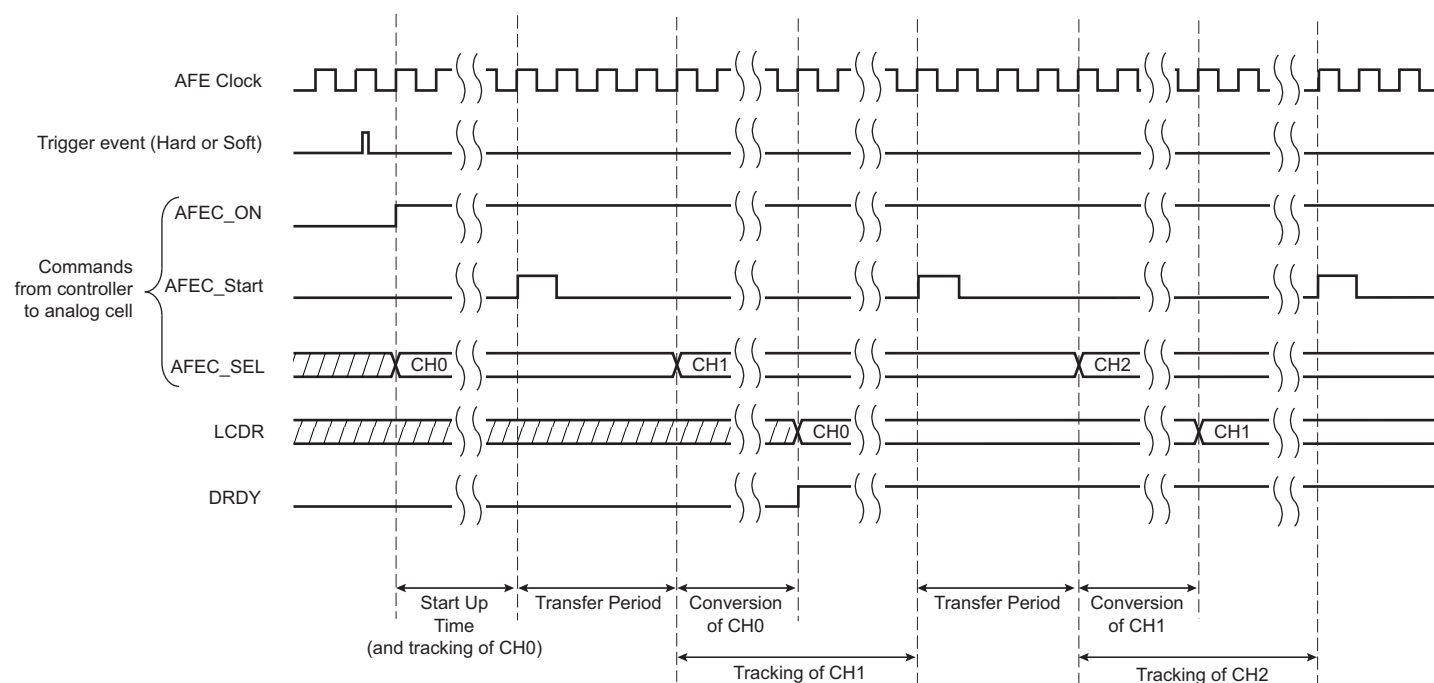 AFE Clock
Trigger event (Hard or Soft)
AFEC_ON
Commands
from controller
to analog cell
AFEC_Start
AFEC_SEL
CH0
CH1
CH2
LCDR
CH0
CH1
DRDY
Start Up
Time
(and tracking of CH0)
Transfer Period
Conversion
of CH0
Transfer Period
Conversion
of CH1
Tracking of CH1
Tracking of CH2